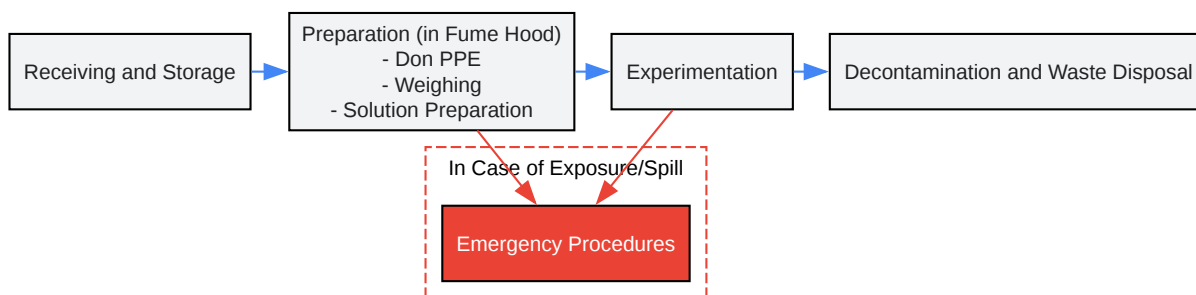 Receiving and Storage
Preparation (in Fume Hood)
- Don PPE
- Weighing
- Solution Preparation
Experimentation
Decontamination and Waste Disposal
In Case of Exposure/Spill
Emergency Procedures